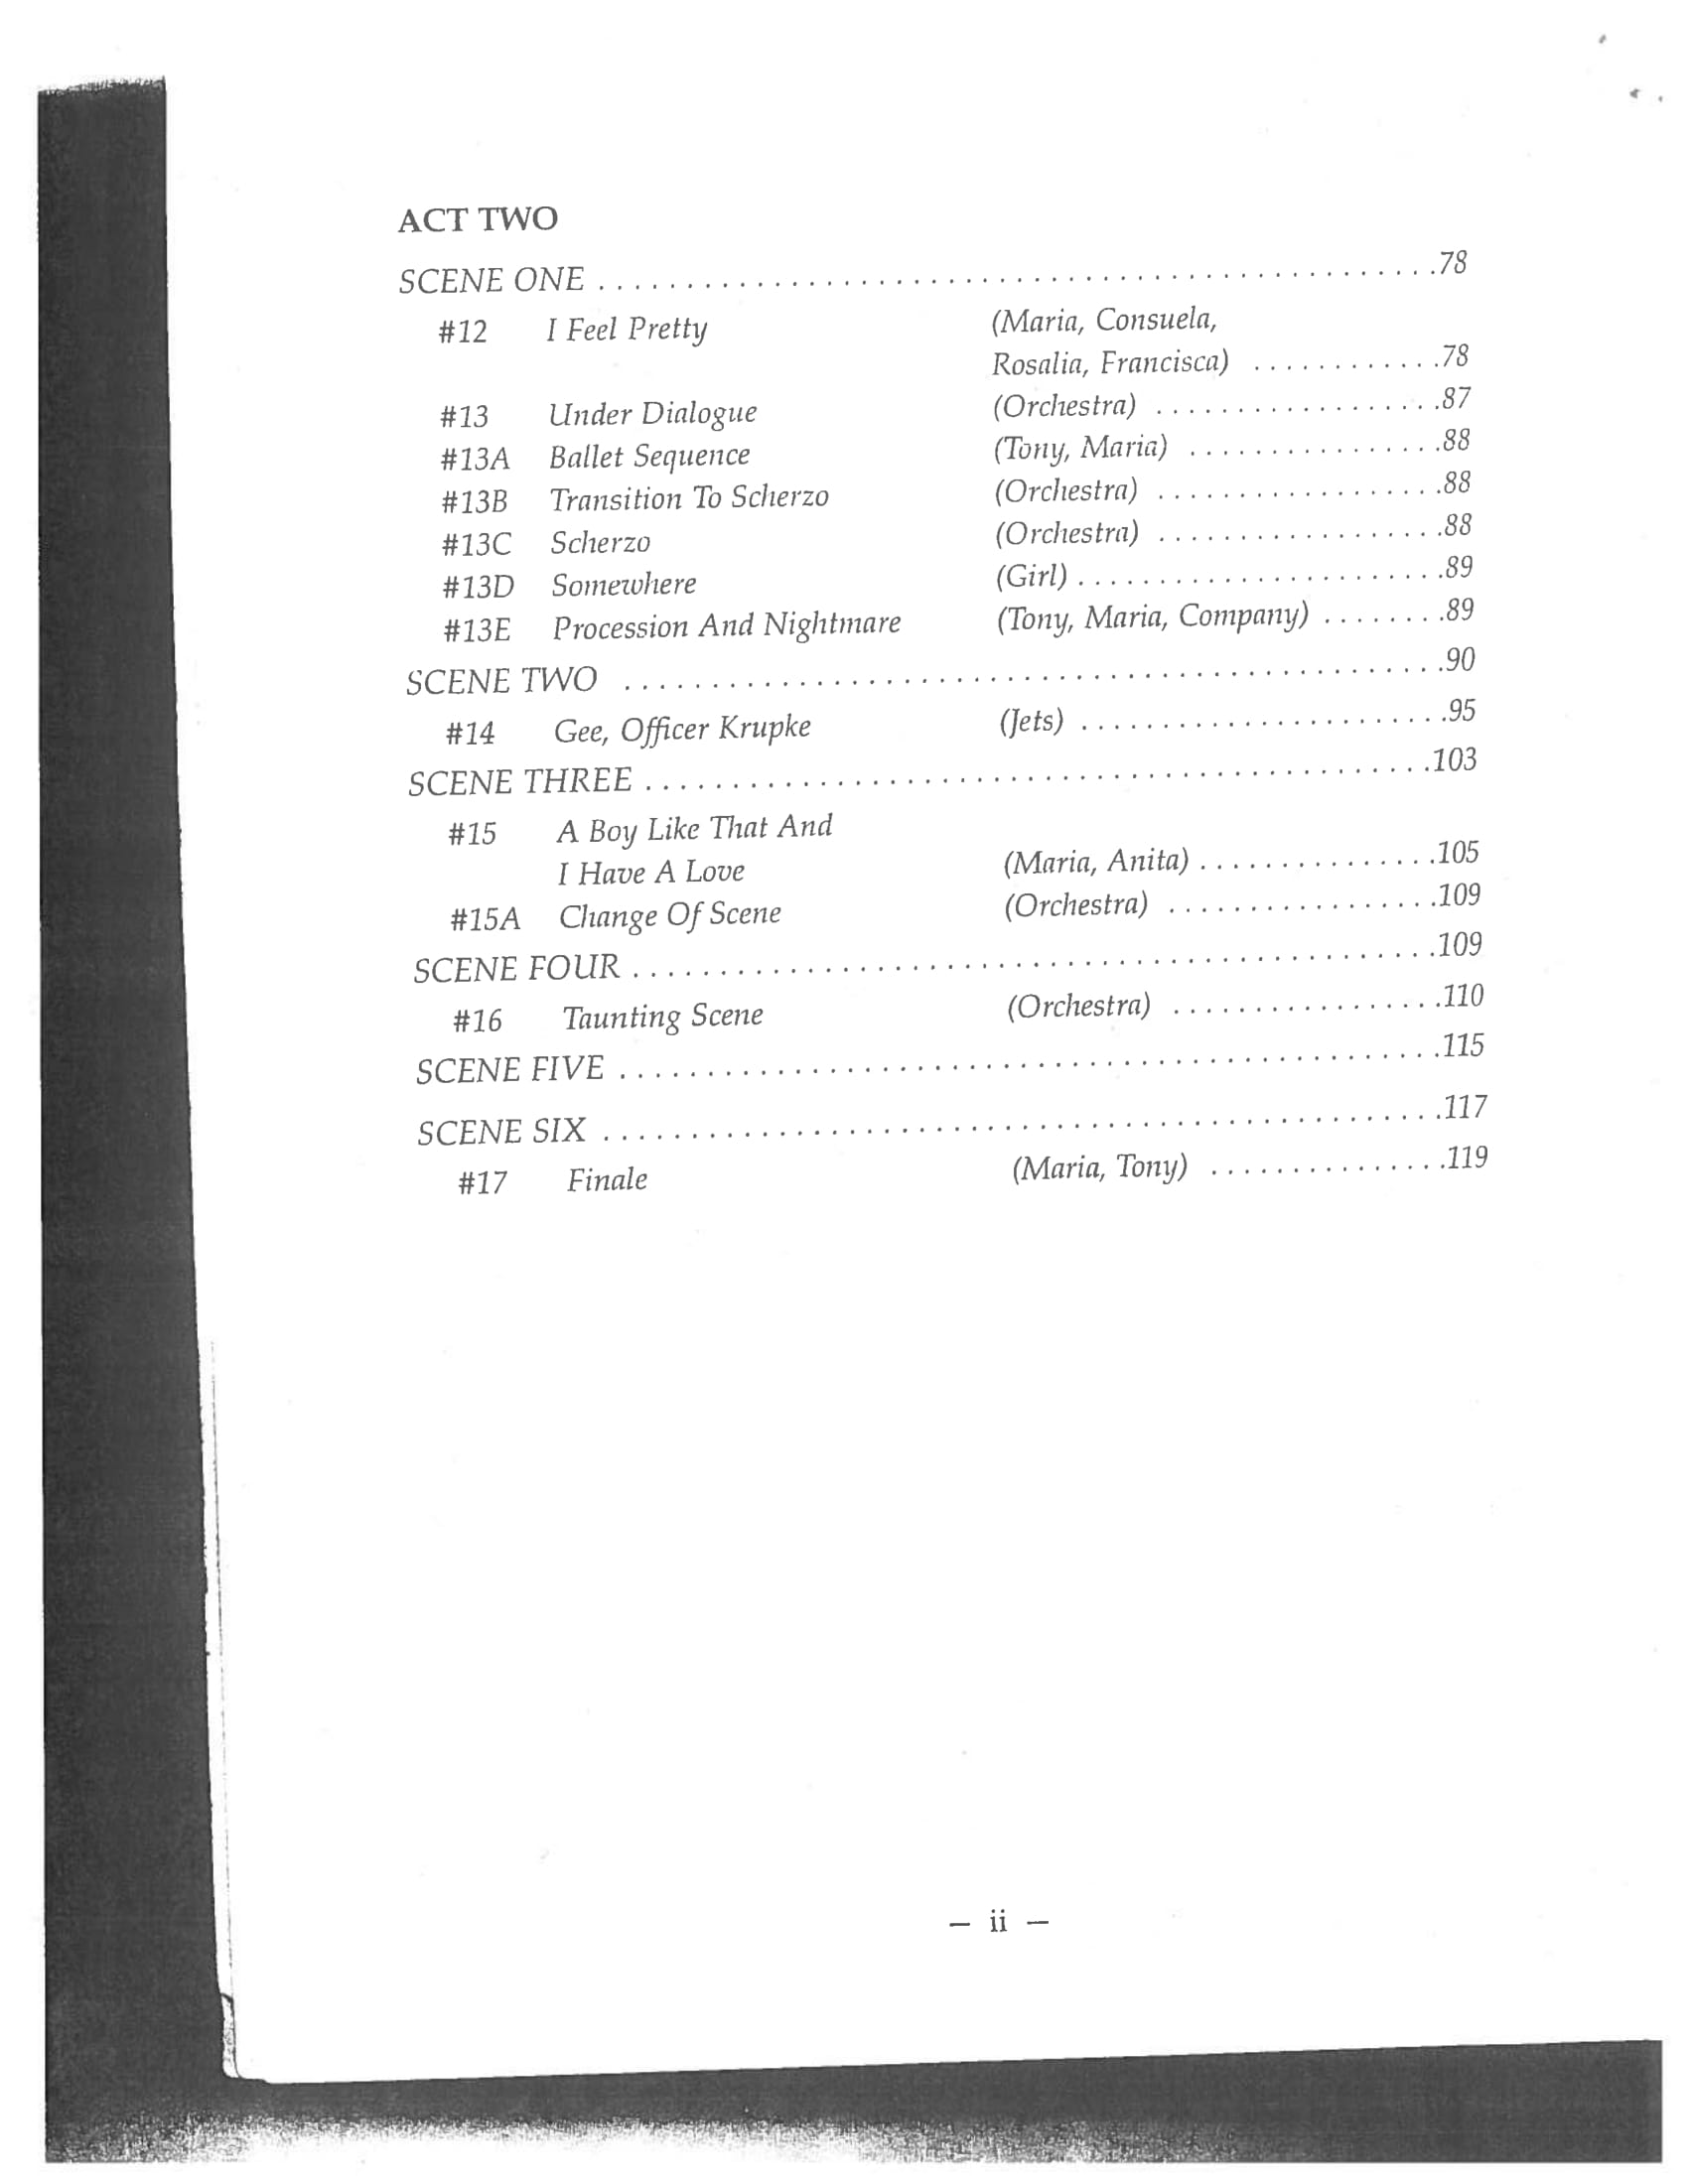 ACT TWO
SCENE ONE . . . . . . . . . . . . . . . . . . . . . . . . . . . . . . . . . . . . . . . . . . . . . . . . . . . . . . . . .78
#12 I Feel Pretty (Maria, Consuela,
Rosalia, Francisca) . . . . . . . . . . . .78
#13 Under Dialogue (Orchestra) . . . . . . . . . . . . . . . . . .87
#13A Ballet Sequence (Tony, Maria) . . . . . . . . . . . . . . . .88
#13B Transition To Scherzo (Orchestra) . . . . . . . . . . . . . . . . . .88
#13C Scherzo (Orchestra) . . . . . . . . . . . . . . . . . .88
#13D Somewhere (Girl) . . . . . . . . . . . . . . . . . . . . . . .89
#13E Procession And Nightmare (Tony, Maria, Company) . . . . . . . .89
SCENE TWO . . . . . . . . . . . . . . . . . . . . . . . . . . . . . . . . . . . . . . . . . . . . . . . . . . . . . . . .90
#14 Gee, Officer Krupke (Jets) . . . . . . . . . . . . . . . . . . . . . . .95
SCENE THREE . . . . . . . . . . . . . . . . . . . . . . . . . . . . . . . . . . . . . . . . . . . . . . . . . . . . . .103
#15 A Boy Like That And
I Have A Love (Maria, Anita) . . . . . . . . . . . . . . .105
#15A Change Of Scene (Orchestra) . . . . . . . . . . . . . . . . .109
SCENE FOUR . . . . . . . . . . . . . . . . . . . . . . . . . . . . . . . . . . . . . . . . . . . . . . . . . . . . . . .109
#16 Taunting Scene (Orchestra) . . . . . . . . . . . . . . . . .110
SCENE FIVE . . . . . . . . . . . . . . . . . . . . . . . . . . . . . . . . . . . . . . . . . . . . . . . . . . . . . . . .115
SCENE SIX . . . . . . . . . . . . . . . . . . . . . . . . . . . . . . . . . . . . . . . . . . . . . . . . . . . . . . . . .117
#17 Finale (Maria, Tony) . . . . . . . . . . . . . . .119
– ii –